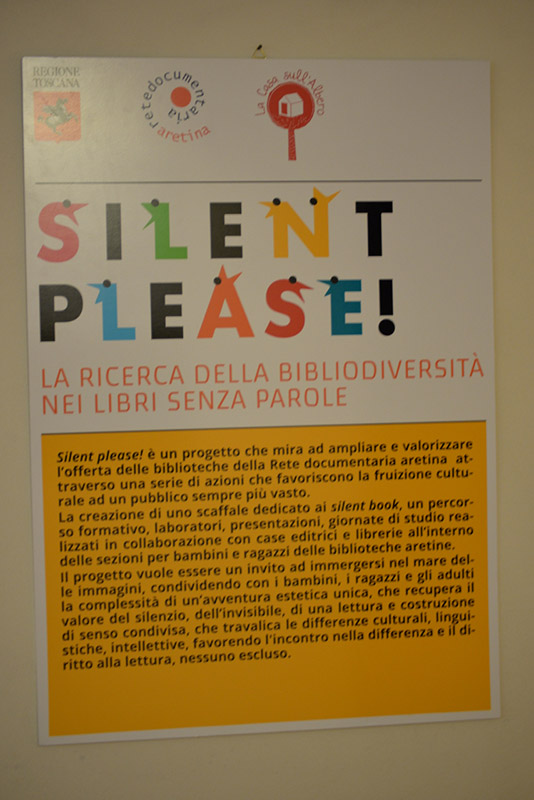 REGIONE
TOSCANA
retedocumentaria
aretina
La Casa sull'Albero
SILENT
PLEASE!
LA RICERCA DELLA BIBLIODIVERSITÀ
NEI LIBRI SENZA PAROLE
Silent please! è un progetto che mira ad ampliare e valorizzare
l'offerta delle biblioteche della Rete documentaria aretina at-
traverso una serie di azioni che favoriscono la fruizione cultu-
rale ad un pubblico sempre più vasto.
La creazione di uno scaffale dedicato ai silent book, un percor-
so formativo, laboratori, presentazioni, giornate di studio rea-
lizzati in collaborazione con case editrici e librerie all'interno
delle sezioni per bambini e ragazzi delle biblioteche aretine.
Il progetto vuole essere un invito ad immergersi nel mare del-
le immagini, condividendo con i bambini, i ragazzi e gli adulti
la complessità di un'avventura estetica unica, che recupera il
valore del silenzio, dell'invisibile, di una lettura e costruzione
di senso condivisa, che travalica le differenze culturali, lingui-
stiche, intellettive, favorendo l'incontro nella differenza e il di-
ritto alla lettura, nessuno escluso.